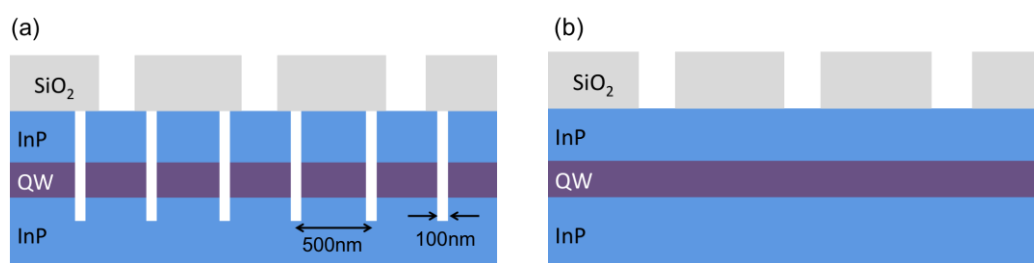 (a)
SiO₂
InP
QW
InP
500nm
100nm
(b)
SiO₂
InP
QW
InP